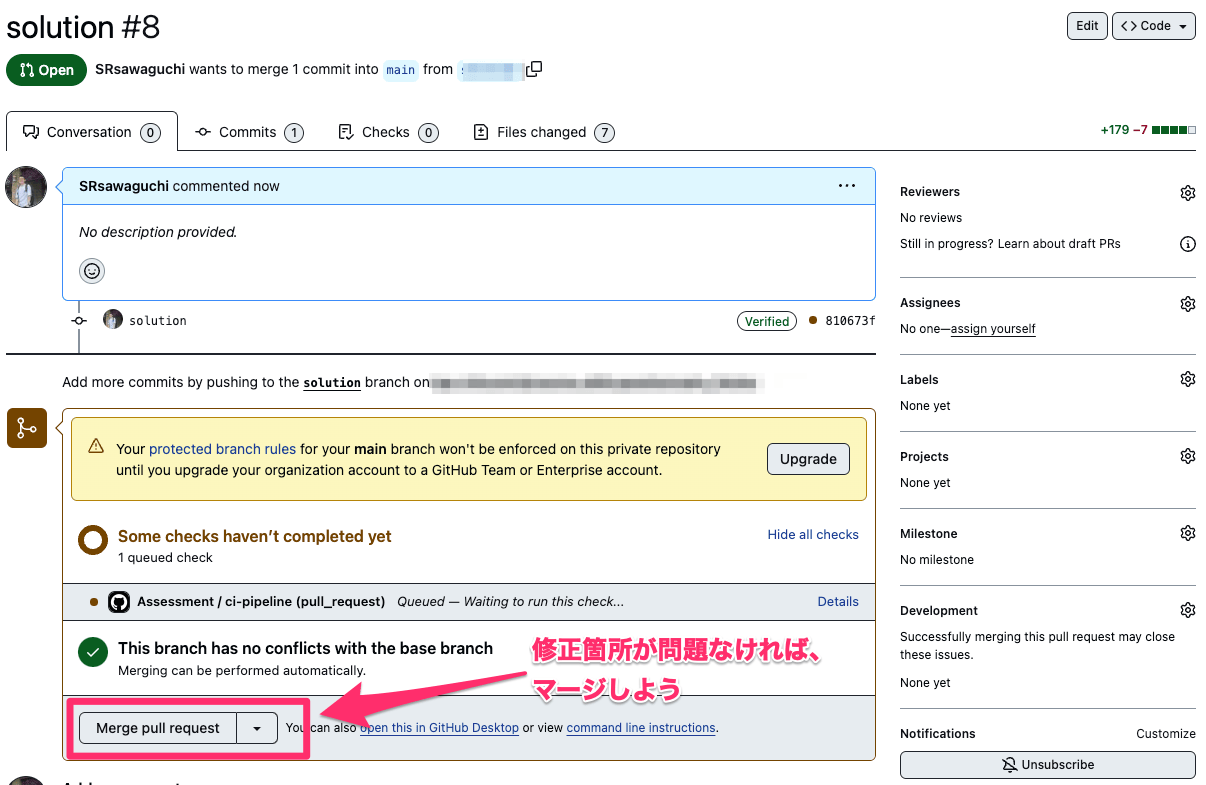 solution #8
Edit
Code
Open
SRsawaguchi wants to merge 1 commit into main from
Conversation 0
Commits 1
Checks 0
Files changed 7
+179 −7
SRsawaguchi commented now
No description provided.
solution
Verified
810673f
Add more commits by pushing to the solution branch on
Your protected branch rules for your main branch won't be enforced on this private repository
until you upgrade your organization account to a GitHub Team or Enterprise account.
Upgrade
Some checks haven’t completed yet
1 queued check
Hide all checks
Assessment / ci-pipeline (pull_request) Queued — Waiting to run this check...
Details
This branch has no conflicts with the base branch
Merging can be performed automatically.
修正箇所が問題なければ、
マージしよう
Merge pull request
You can also open this in GitHub Desktop or view command line instructions.
Reviewers
No reviews
Still in progress? Learn about draft PRs
Assignees
No one—assign yourself
Labels
None yet
Projects
None yet
Milestone
No milestone
Development
Successfully merging this pull request may close
these issues.
None yet
Notifications
Customize
Unsubscribe